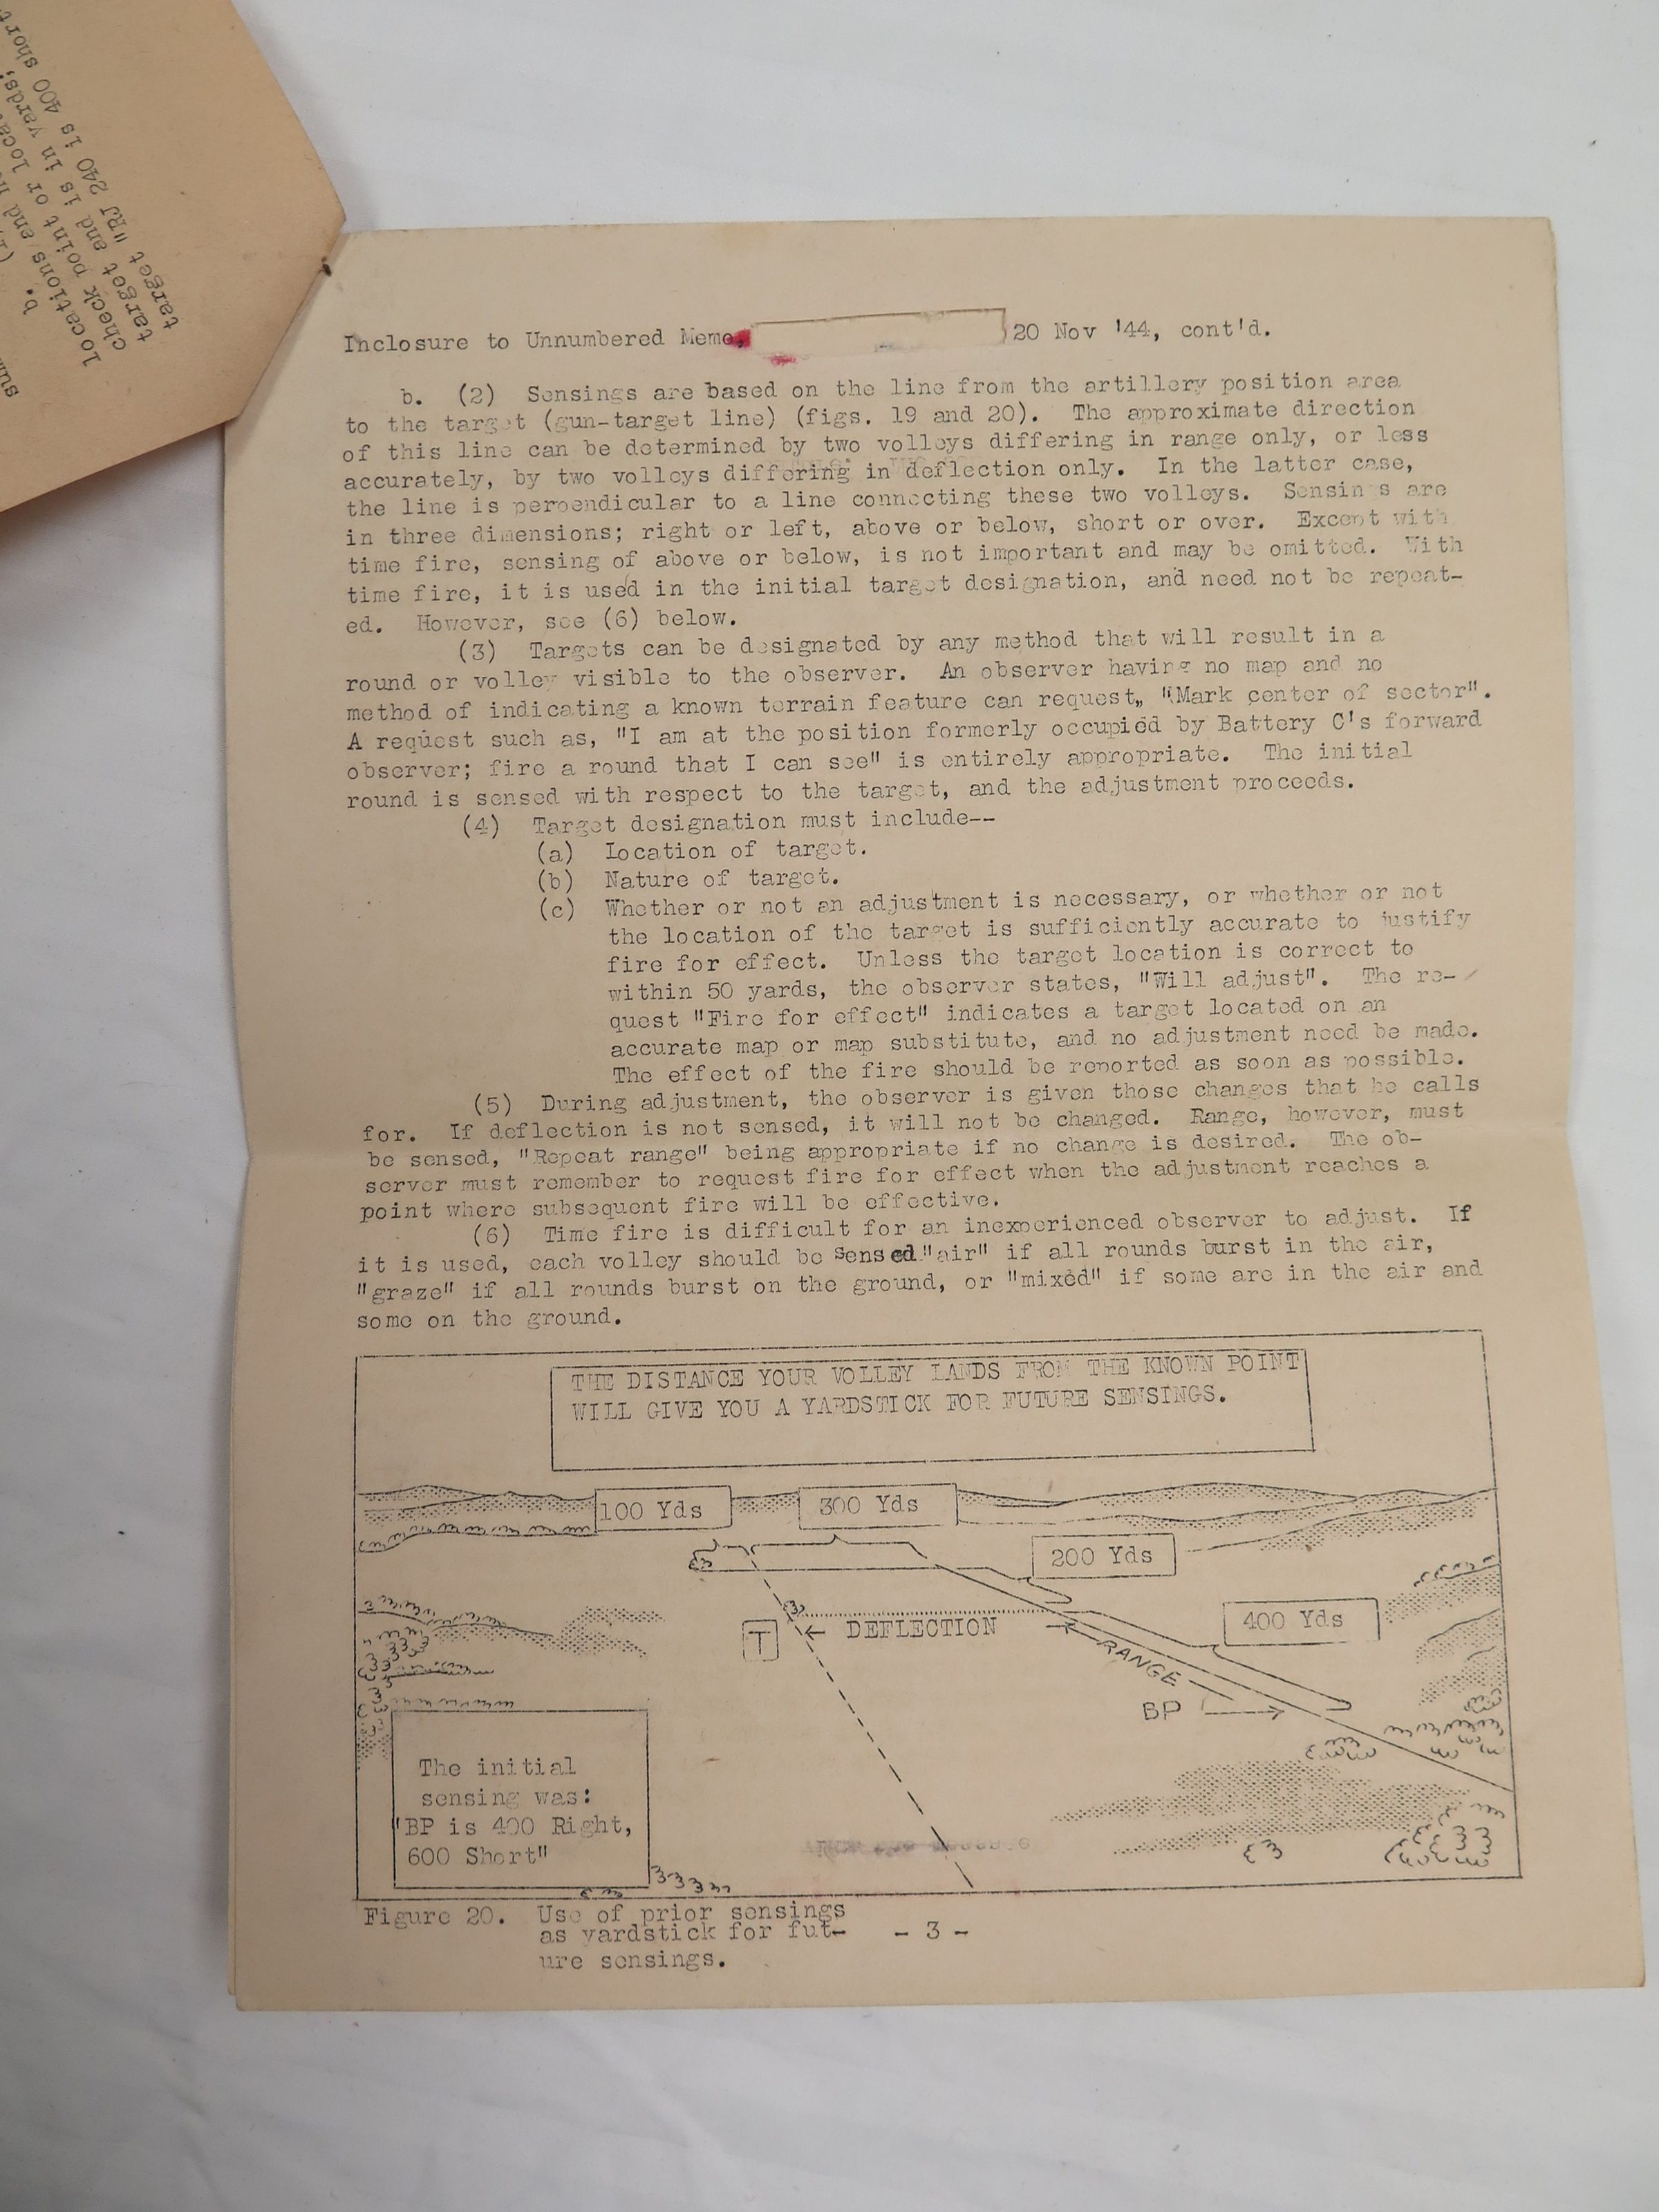 Inclosure to Unnumbered Memo, 20 Nov '44, cont'd.
b. (2) Sensings are based on the line from the artillery position area
to the target (gun-target line) (figs. 19 and 20). The approximate direction
of this line can be determined by two volleys differing in range only, or less
accurately, by two volleys differing in deflection only. In the latter case,
the line is perpendicular to a line connecting these two volleys. Sensings are
in three dimensions; right or left, above or below, short or over. Except with
time fire, sensing of above or below, is not important and may be omitted. With
time fire, it is used in the initial target designation, and need not be repeat-
ed. However, see (6) below.
(3) Targets can be designated by any method that will result in a
round or volley visible to the observer. An observer having no map and no
method of indicating a known terrain feature can request, "Mark center of sector".
A request such as, "I am at the position formerly occupied by Battery C's forward
observer; fire a round that I can see" is entirely appropriate. The initial
round is sensed with respect to the target, and the adjustment proceeds.
(4) Target designation must include--
(a) Location of target.
(b) Nature of target.
(c) Whether or not an adjustment is necessary, or whether or not
the location of the target is sufficiently accurate to justify
fire for effect. Unless the target location is correct to
within 50 yards, the observer states, "Will adjust". The re-
quest "Fire for effect" indicates a target located on an
accurate map or map substitute, and no adjustment need be made.
The effect of the fire should be reported as soon as possible.
(5) During adjustment, the observer is given those changes that he calls
for. If deflection is not sensed, it will not be changed. Range, however, must
be sensed, "Repeat range" being appropriate if no change is desired. The ob-
server must remember to request fire for effect when the adjustment reaches a
point where subsequent fire will be effective.
(6) Time fire is difficult for an inexperienced observer to adjust. If
it is used, each volley should be sensed "air" if all rounds burst in the air,
"graze" if all rounds burst on the ground, or "mixed" if some are in the air and
some on the ground.
THE DISTANCE YOUR VOLLEY LANDS FROM THE KNOWN POINT
WILL GIVE YOU A YARDSTICK FOR FUTURE SENSINGS.
100 Yds
300 Yds
200 Yds
400 Yds
T
DEFLECTION
RANGE
BP
The initial
sensing was:
"BP is 400 Right,
600 Short"
Figure 20. Use of prior sensings
as yardstick for fut-
ure sensings.
- 3 -
b.
locations and
check point or
target and is in yards,
target "RJ 240 is 400 short